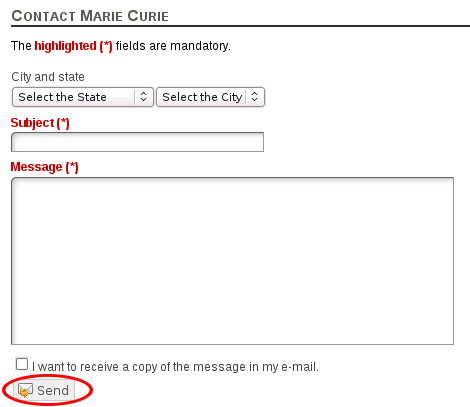 Contact Marie Curie
The highlighted (*) fields are mandatory.
City and state
Select the State Select the City
Subject (*)
Message (*)
I want to receive a copy of the message in my e-mail.
Send